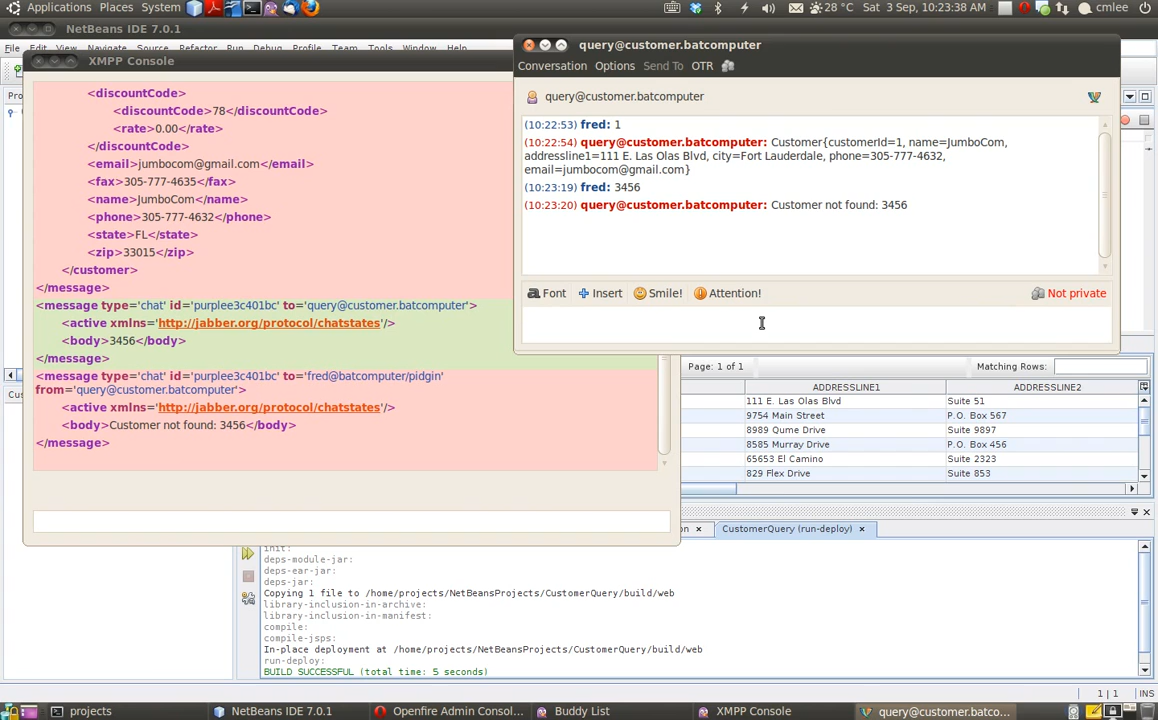 Applications Places System
28 °C Sat 3 Sep, 10:23:38 AM cmlee
NetBeans IDE 7.0.1
File Edit View Navigate Source Refactor Run Debug Profile Team Tools Window Help
XMPP Console
<discountCode>
<discountCode>78</discountCode>
<rate>0.00</rate>
</discountCode>
<email>jumbocom@gmail.com</email>
<fax>305-777-4635</fax>
<name>JumboCom</name>
<phone>305-777-4632</phone>
<state>FL</state>
<zip>33015</zip>
</customer>
</message>
<message type='chat' id='purplee3c401bc' to='query@customer.batcomputer'>
<active xmlns='http://jabber.org/protocol/chatstates'/>
<body>3456</body>
</message>
<message type='chat' id='purplee3c401bc' to='fred@batcomputer/pidgin'
from='query@customer.batcomputer'>
<active xmlns='http://jabber.org/protocol/chatstates'/>
<body>Customer not found: 3456</body>
</message>
query@customer.batcomputer
Conversation Options Send To OTR
query@customer.batcomputer
(10:22:53) fred: 1
(10:22:54) query@customer.batcomputer: Customer{customerId=1, name=JumboCom,
addressline1=111 E. Las Olas Blvd, city=Fort Lauderdale, phone=305-777-4632,
email=jumbocom@gmail.com}
(10:23:19) fred: 3456
(10:23:20) query@customer.batcomputer: Customer not found: 3456
Font Insert Smile! Attention! Not private
Page: 1 of 1 Matching Rows:
ADDRESSLINE1 ADDRESSLINE2
111 E. Las Olas Blvd Suite 51
9754 Main Street P.O. Box 567
8989 Qume Drive Suite 9897
8585 Murray Drive P.O. Box 456
65653 El Camino Suite 2323
829 Flex Drive Suite 853
CustomerQuery (run-deploy)
init:
deps-module-jar:
deps-ear-jar:
deps-jar:
Copying 1 file to /home/projects/NetBeansProjects/CustomerQuery/build/web
library-inclusion-in-archive:
library-inclusion-in-manifest:
compile:
compile-jsps:
In-place deployment at /home/projects/NetBeansProjects/CustomerQuery/build/web
run-deploy:
BUILD SUCCESSFUL (total time: 5 seconds)
1 | 1 INS
projects NetBeans IDE 7.0.1 Openfire Admin Consol... Buddy List XMPP Console query@customer.batco...